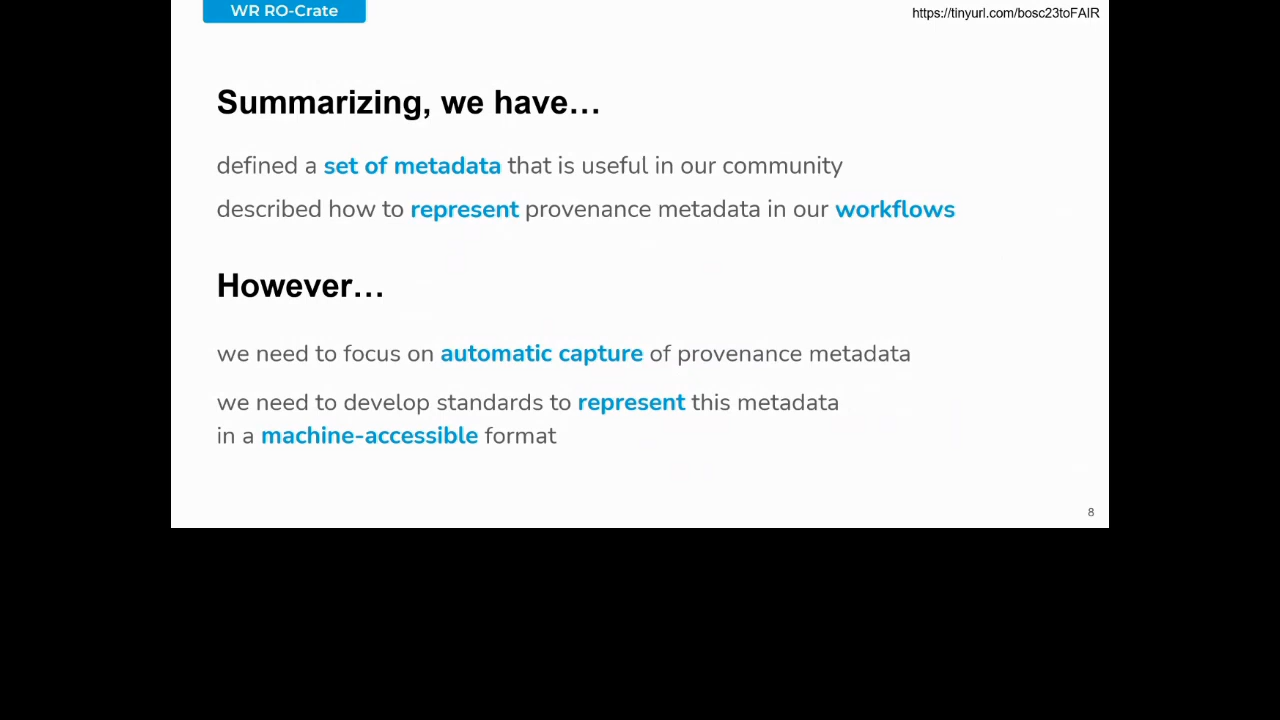 WR RO-Crate
https://tinyurl.com/bosc23toFAIR
Summarizing, we have…
defined a set of metadata that is useful in our community
described how to represent provenance metadata in our workflows
However…
we need to focus on automatic capture of provenance metadata
we need to develop standards to represent this metadata
in a machine-accessible format
8